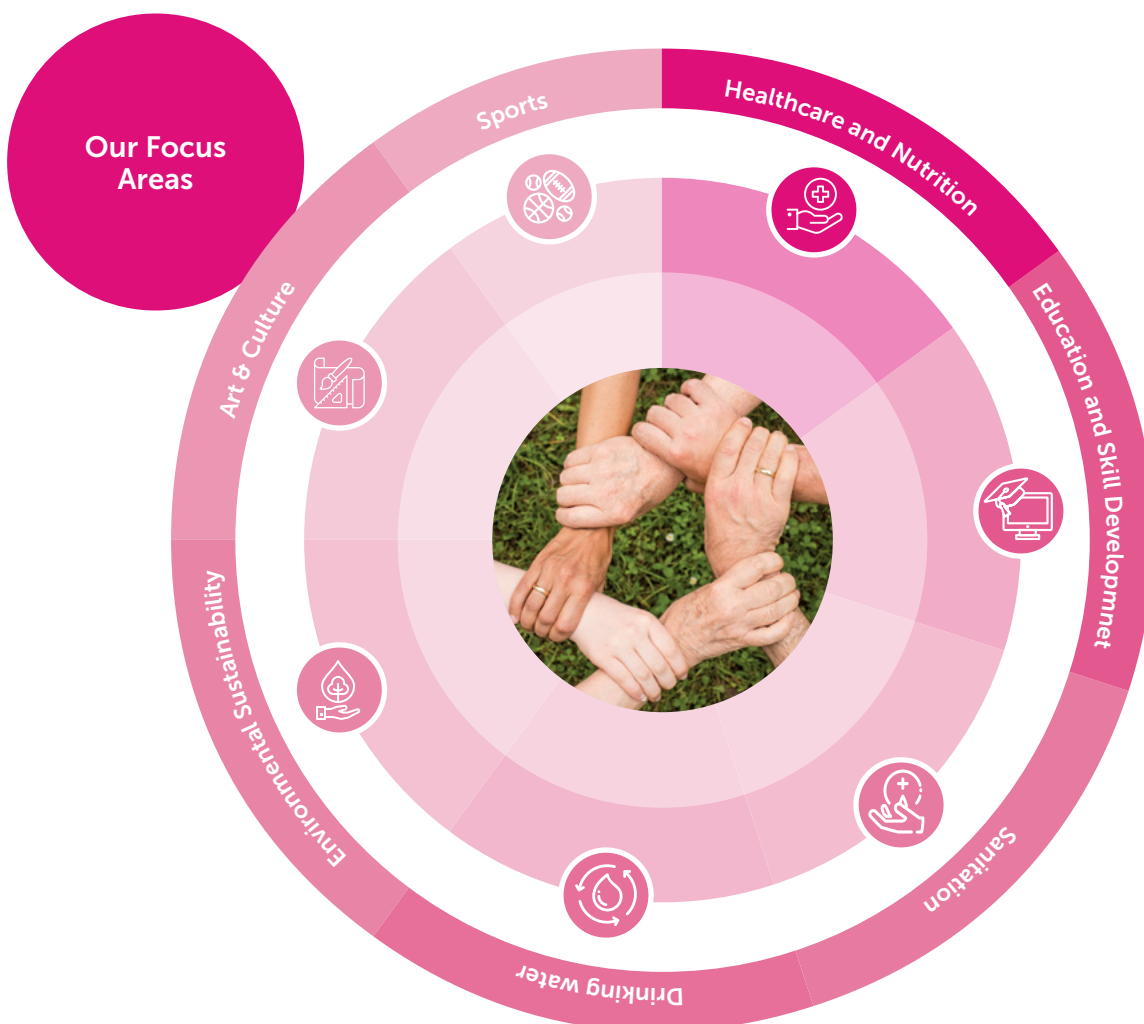 Our Focus
Areas
Healthcare and Nutrition
Education and Skill Developmnet
Sanitation
Drinking water
Environmental Sustainability
Art & Culture
Sports